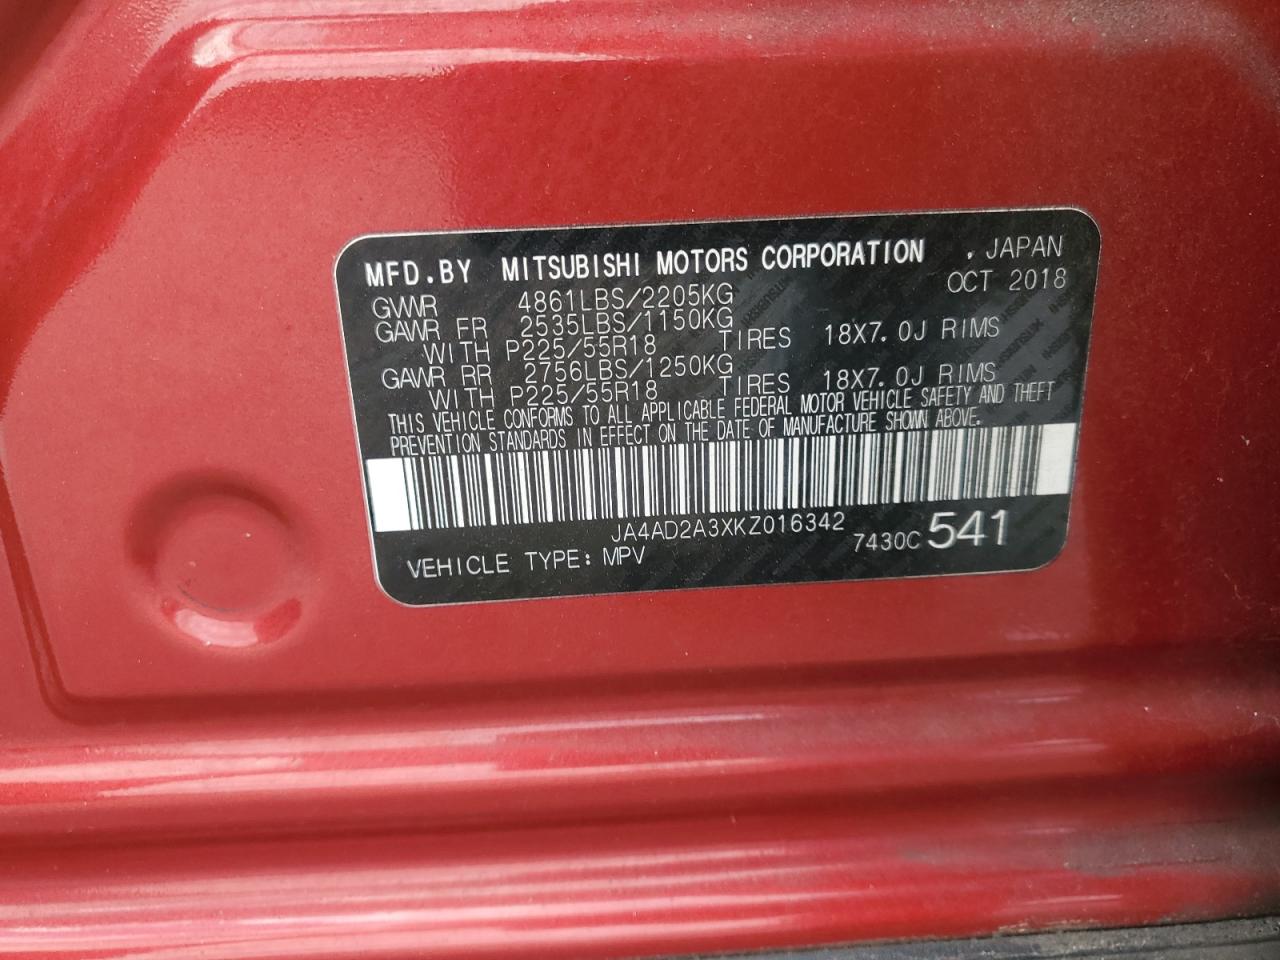 MFD.BY MITSUBISHI MOTORS CORPORATION . JAPAN
GVWR 4861LBS/2205KG OCT 2018
GAWR FR 2535LBS/1150KG
WITH P225/55R18 TIRES 18X7.0J RIMS
GAWR RR 2756LBS/1250KG
WITH P225/55R18 TIRES 18X7.0J RIMS
THIS VEHICLE CONFORMS TO ALL APPLICABLE FEDERAL MOTOR VEHICLE SAFETY AND THEFT
PREVENTION STANDARDS IN EFFECT ON THE DATE OF MANUFACTURE SHOWN ABOVE.
JA4AD2A3XKZ016342
VEHICLE TYPE: MPV 7430C 541